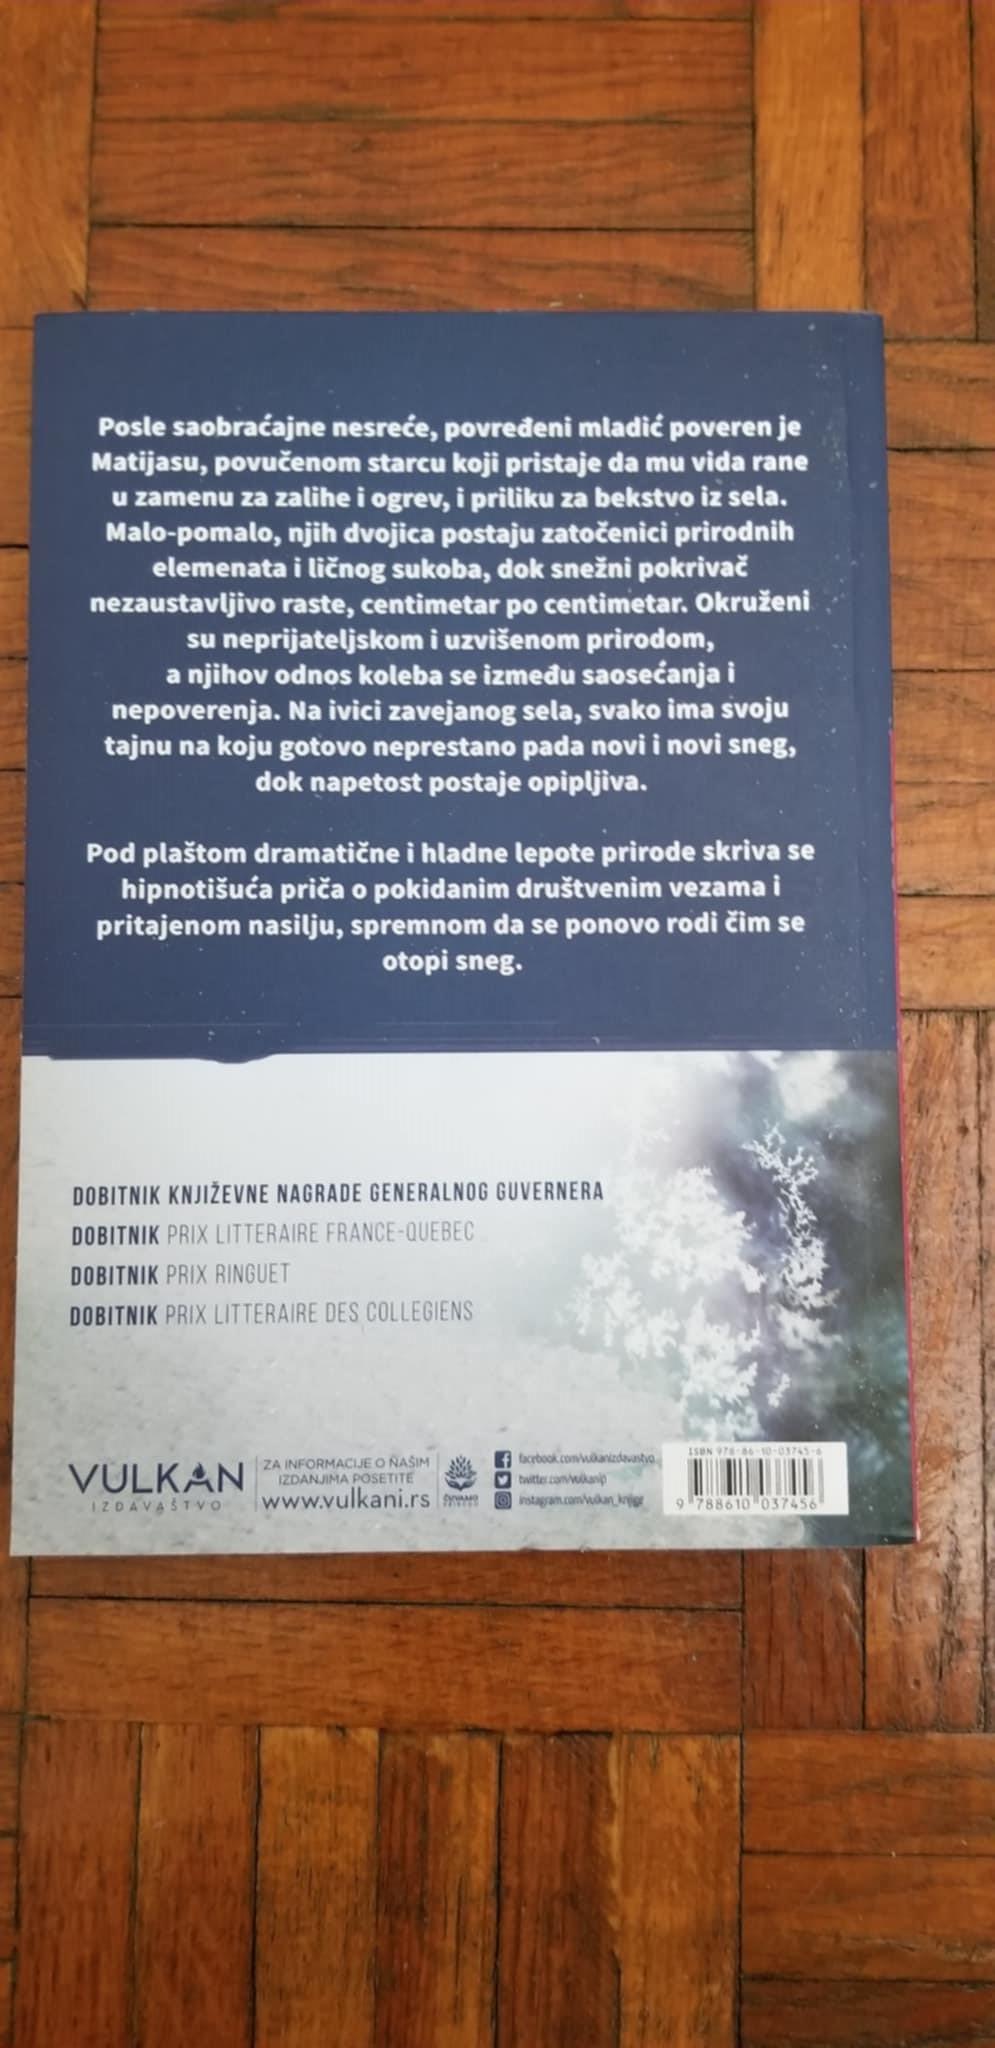 Posle saobraćajne nesreće, povređeni mladić poveren je
Matijasu, povučenom starcu koji pristaje da mu vida rane
u zamenu za zalihe i ogrev, i priliku za bekstvo iz sela.
Malo-pomalo, njih dvojica postaju zatočenici prirodnih
elemenata i ličnog sukoba, dok snežni pokrivač
nezaustavljivo raste, centimetar po centimetar. Okruženi
su neprijateljskom i uzvišenom prirodom,
a njihov odnos koleba se između saosećanja i
nepoverenja. Na ivici zavejanog sela, svako ima svoju
tajnu na koju gotovo neprestano pada novi i novi sneg,
dok napetost postaje opipljiva.
Pod plaštom dramatične i hladne lepote prirode skriva se
hipnotišuća priča o pokidanim društvenim vezama i
pritajenom nasilju, spremnom da se ponovo rodi čim se
otopi sneg.
DOBITNIK KNJIŽEVNE NAGRADE GENERALNOG GUVERNERA
DOBITNIK PRIX LITTERAIRE FRANCE-QUEBEC
DOBITNIK PRIX RINGUET
DOBITNIK PRIX LITTERAIRE DES COLLEGIENS
VULKAN
IZDAVAŠTVO
ZA INFORMACIJE O NAŠIM
IZDANJIMA POSETITE
www.vulkani.rs
ČUVAMO
PRIRODU
facebook.com/vulkanizdavastvo
twitter.com/vulkanip
instagram.com/vulkan_knjige
ISBN 978-86-10-03745-6
9 788610 037456